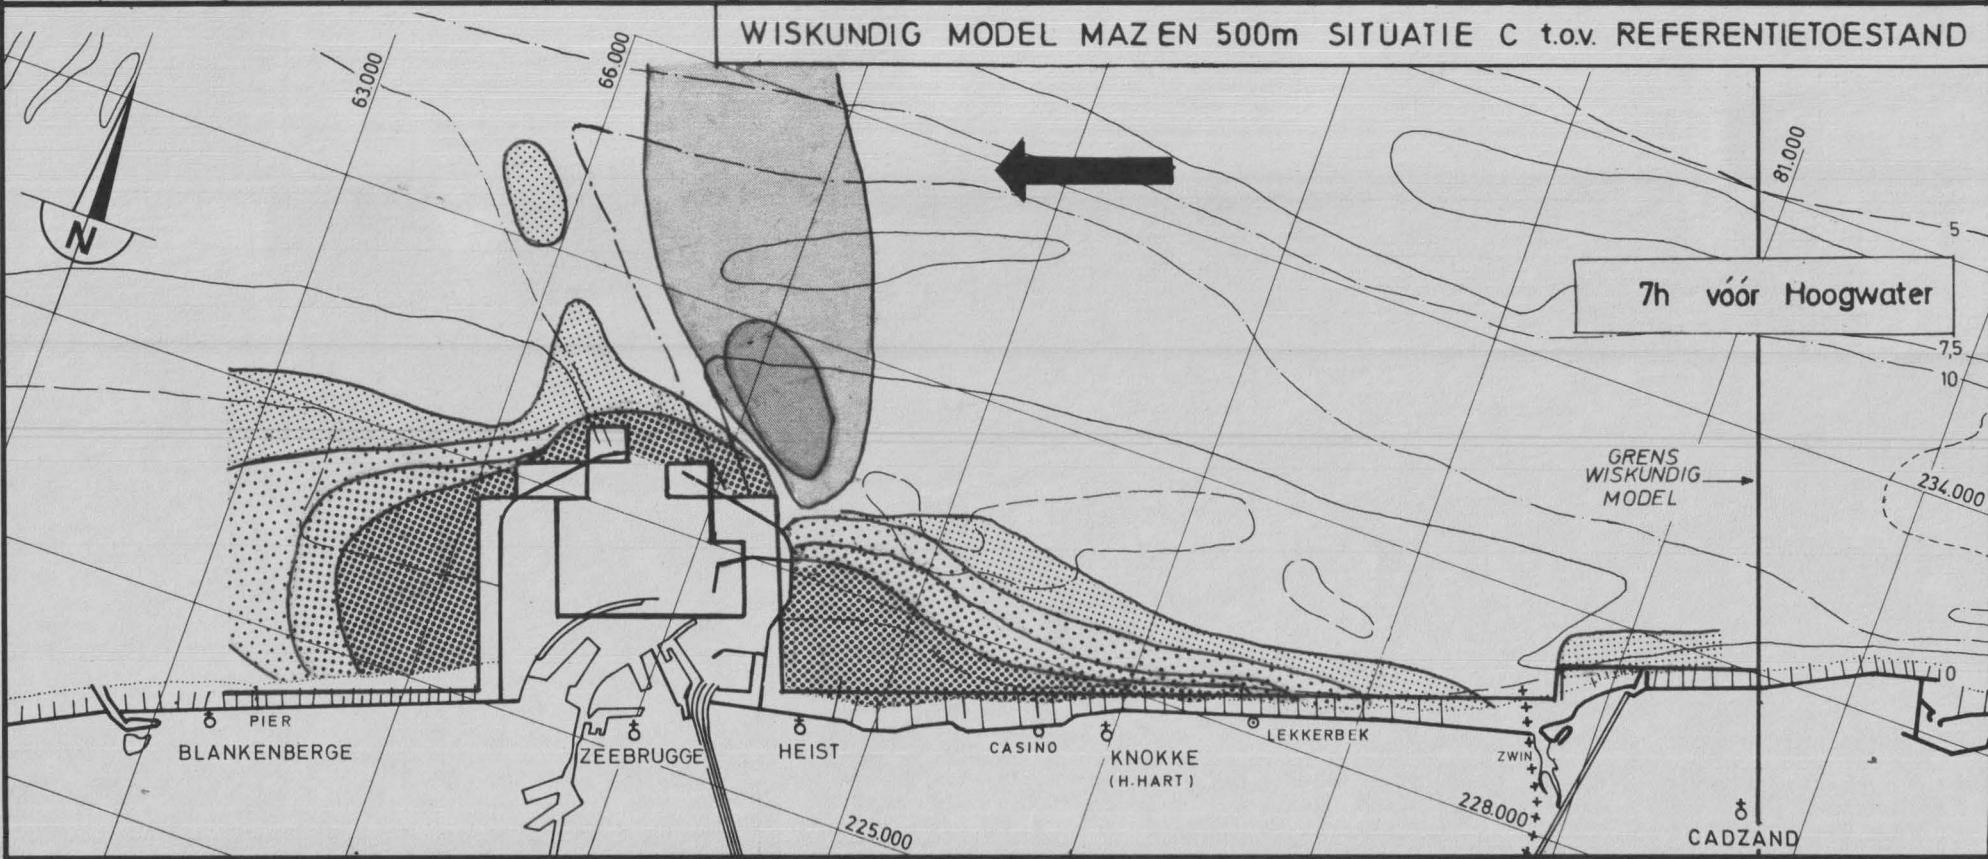 WISKUNDIG MODEL MAZEN 500m SITUATIE C t.o.v. REFERENTIETOESTAND
63.000
66.000
81.000
N
5
7h vóór Hoogwater
7,5
10
GRENS
WISKUNDIG
MODEL
234.000
0
PIER
BLANKENBERGE
ZEEBRUGGE
HEIST
CASINO
KNOKKE
(H.HART)
LEKKERBEK
ZWIN
228.000
225.000
CADZAND